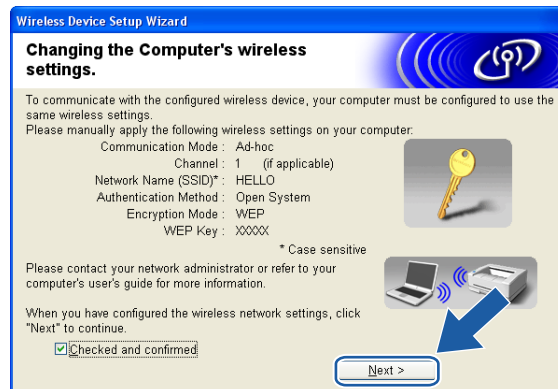 Wireless Device Setup Wizard
Changing the Computer's wireless
settings.
To communicate with the configured wireless device, your computer must be configured to use the
same wireless settings.
Please manually apply the following wireless settings on your computer:
Communication Mode : Ad-hoc
Channel : 1 (if applicable)
Network Name (SSID)* : HELLO
Authentication Method : Open System
Encryption Mode : WEP
WEP Key : XXXXX
* Case sensitive
Please contact your network administrator or refer to your
computer's user's guide for more information.
When you have configured the wireless network settings, click
"Next" to continue.
Checked and confirmed
Next >